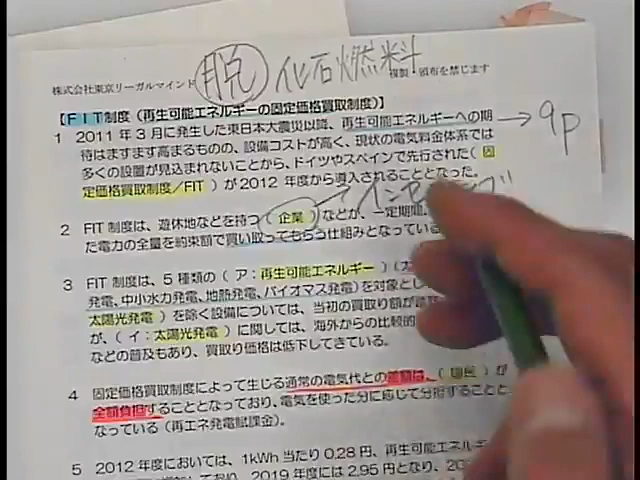 脱 化石燃料
株式会社東京リーガルマインド 複製・頒布を禁じます
【FIT制度（再生可能エネルギーの固定価格買取制度）】
1 2011年3月に発生した東日本大震災以降、再生可能エネルギーへの期 → 9p
待はますます高まるものの、設備コストが高く、現状の電気料金体系では
多くの設置が見込まれないことから、ドイツやスペインで先行された（固
定価格買取制度/FIT）が2012年度から導入されることとなった。
→インセンティブ
2 FIT制度は、遊休地などを持つ（企業）などが、一定期間
た電力の全量を約束額で買い取ってもらう仕組みとなっている
3 FIT制度は、5種類の（ア：再生可能エネルギー）（太
発電、中小水力発電、地熱発電、バイオマス発電）を対象とし
太陽光発電）を除く設備については、当初の買取り額が
が、（イ：太陽光発電）に関しては、海外からの比較的
などの普及もあり、買取り価格は低下してきている。
4 固定価格買取制度によって生じる通常の電気代との差額は、（国民）が
全額負担することとなっており、電気を使った分に応じて分担することと
なっている（再エネ発電賦課金）。
5 2012年度においては、1kWh当たり0.28円、再生可能エネルギー
2019年度には2.95円となり、20